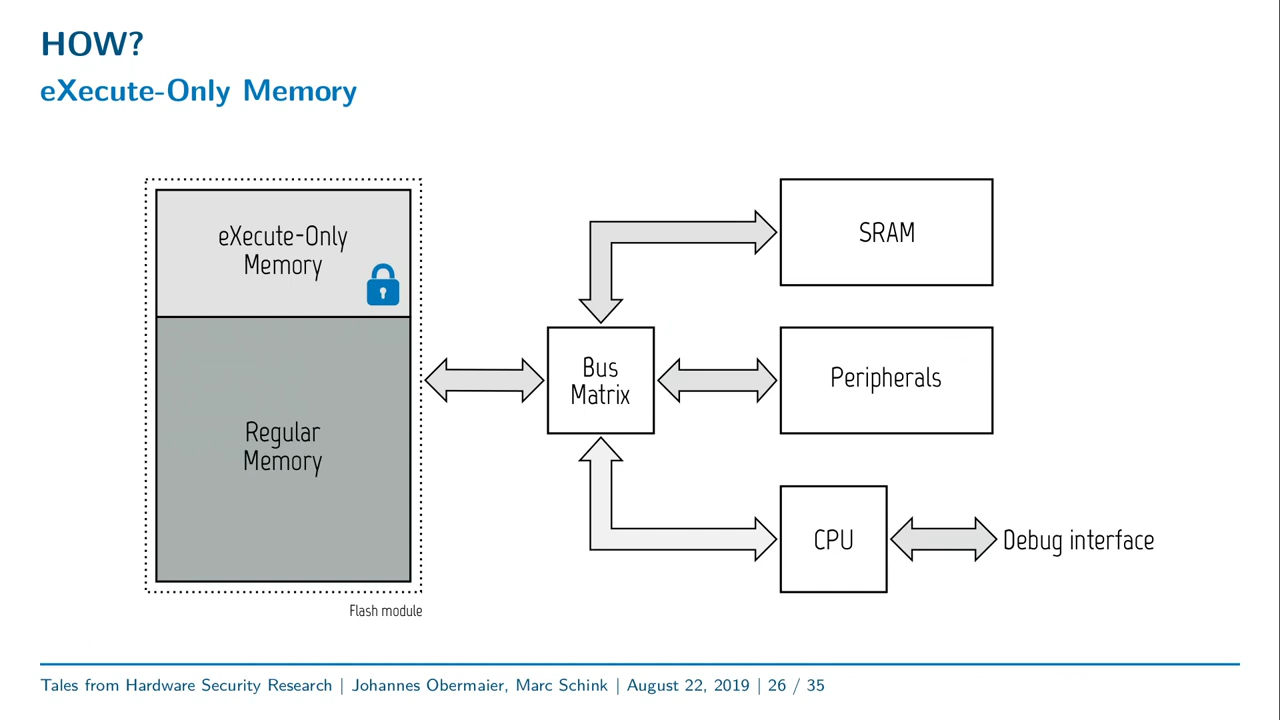 HOW?
eXecute-Only Memory
eXecute-Only
Memory
Regular
Memory
Flash module
Bus
Matrix
SRAM
Peripherals
CPU
Debug interface
Tales from Hardware Security Research | Johannes Obermaier, Marc Schink | August 22, 2019 | 26 / 35